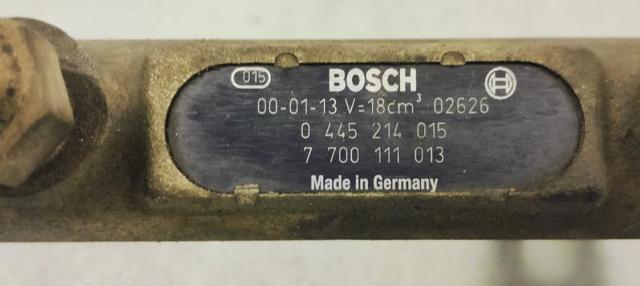 015 BOSCH
00-01-13 V=18cm³ 02626
0 445 214 015
7 700 111 013
Made in Germany